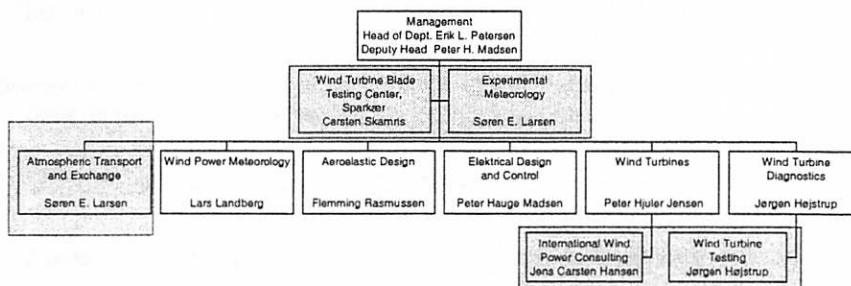 Management
Head of Dept. Erik L. Petersen
Deputy Head Peter H. Madsen
Wind Turbine Blade
Testing Center,
Sparkær
Carsten Skamris
Experimental
Meteorology
Søren E. Larsen
Atmospheric Transport
and Exchange
Søren E. Larsen
Wind Power Meteorology
Lars Landberg
Aeroelastic Design
Flemming Rasmussen
Elektrical Design
and Control
Peter Hauge Madsen
Wind Turbines
Peter Hjuler Jensen
Wind Turbine
Diagnostics
Jørgen Højstrup
International Wind
Power Consulting
Jens Carsten Hansen
Wind Turbine
Testing
Jørgen Højstrup